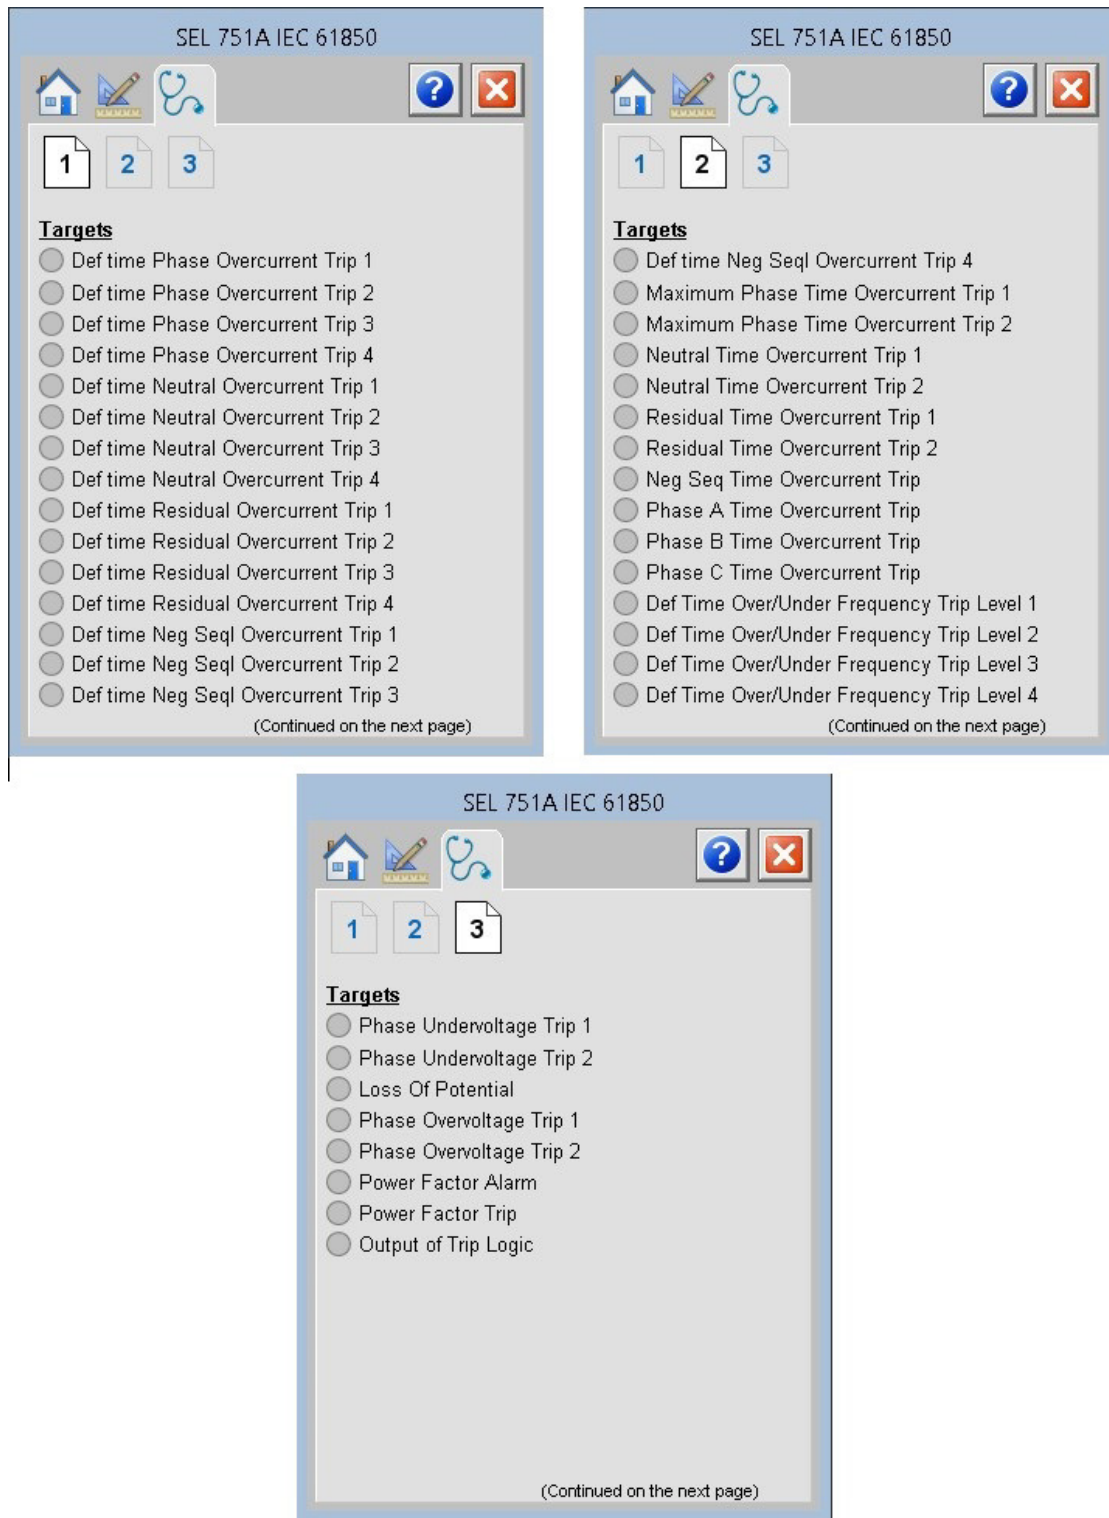 SEL 751A IEC 61850
?
1 2 3
Targets
Def time Phase Overcurrent Trip 1
Def time Phase Overcurrent Trip 2
Def time Phase Overcurrent Trip 3
Def time Phase Overcurrent Trip 4
Def time Neutral Overcurrent Trip 1
Def time Neutral Overcurrent Trip 2
Def time Neutral Overcurrent Trip 3
Def time Neutral Overcurrent Trip 4
Def time Residual Overcurrent Trip 1
Def time Residual Overcurrent Trip 2
Def time Residual Overcurrent Trip 3
Def time Residual Overcurrent Trip 4
Def time Neg Seql Overcurrent Trip 1
Def time Neg Seql Overcurrent Trip 2
Def time Neg Seql Overcurrent Trip 3
(Continued on the next page)
SEL 751A IEC 61850
?
1 2 3
Targets
Def time Neg Seql Overcurrent Trip 4
Maximum Phase Time Overcurrent Trip 1
Maximum Phase Time Overcurrent Trip 2
Neutral Time Overcurrent Trip 1
Neutral Time Overcurrent Trip 2
Residual Time Overcurrent Trip 1
Residual Time Overcurrent Trip 2
Neg Seq Time Overcurrent Trip
Phase A Time Overcurrent Trip
Phase B Time Overcurrent Trip
Phase C Time Overcurrent Trip
Def Time Over/Under Frequency Trip Level 1
Def Time Over/Under Frequency Trip Level 2
Def Time Over/Under Frequency Trip Level 3
Def Time Over/Under Frequency Trip Level 4
(Continued on the next page)
SEL 751A IEC 61850
?
1 2 3
Targets
Phase Undervoltage Trip 1
Phase Undervoltage Trip 2
Loss Of Potential
Phase Overvoltage Trip 1
Phase Overvoltage Trip 2
Power Factor Alarm
Power Factor Trip
Output of Trip Logic
(Continued on the next page)